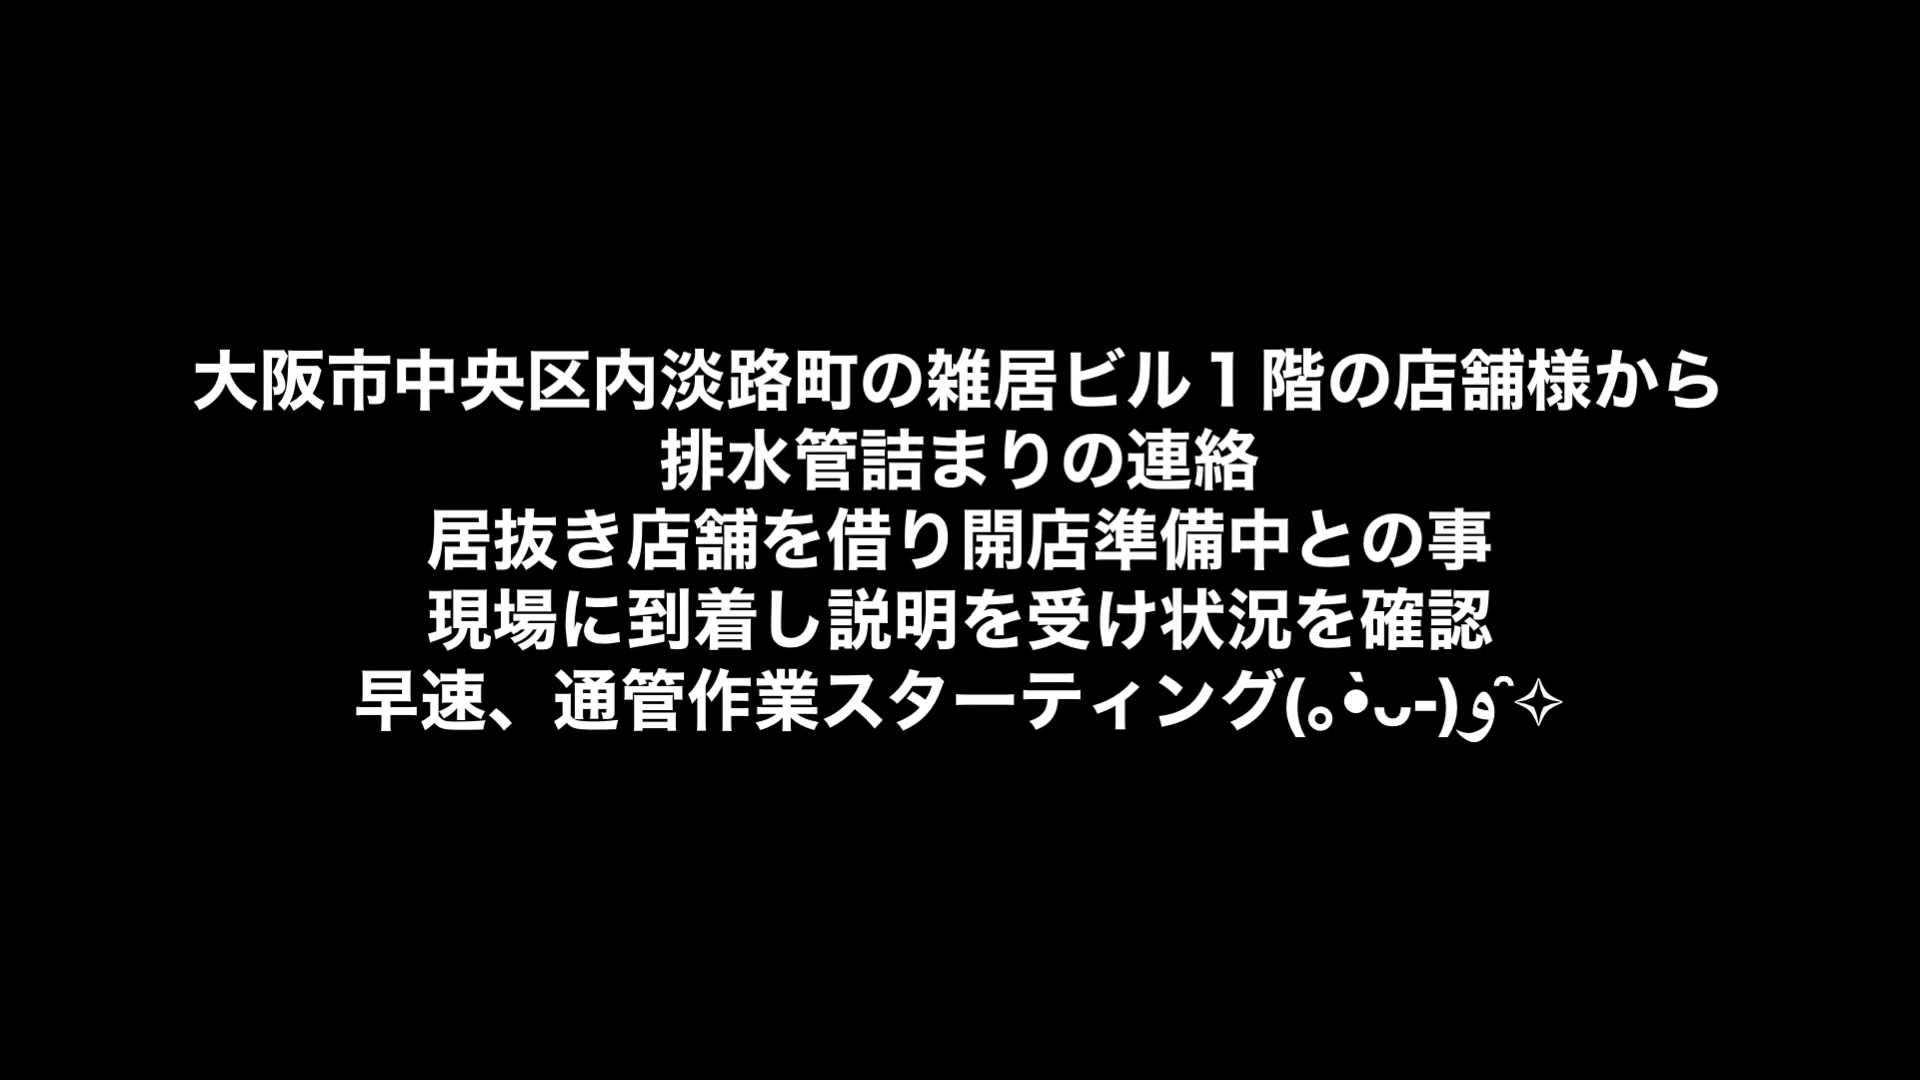 大阪市中央区内淡路町の雑居ビル１階の店舗様から
排水管詰まりの連絡
居抜き店舗を借り開店準備中との事
現場に到着し説明を受け状況を確認
早速、通管作業スターティング(｡•̀ᴗ-)و ̑̑✧